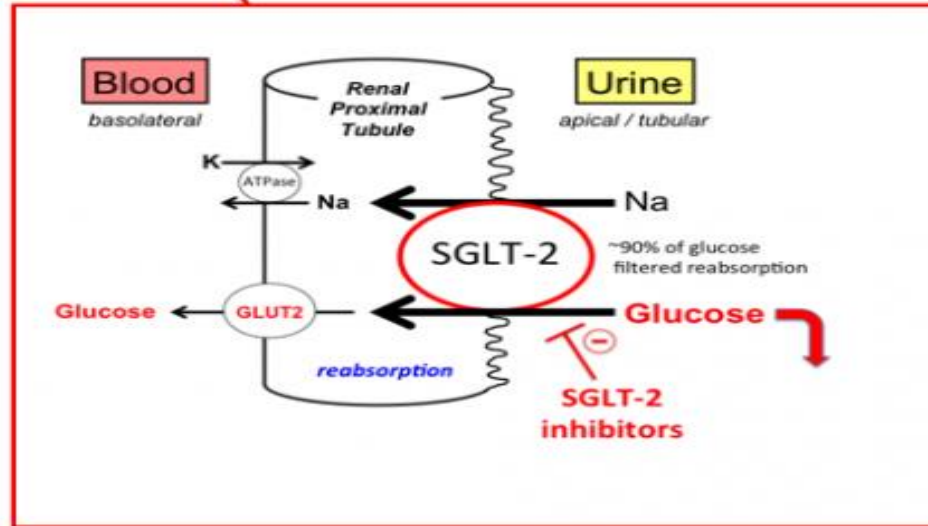 Blood
basolateral
Renal
Proximal
Tubule
Urine
apical / tubular
K
ATPase
Na
Na
SGLT-2
~90% of glucose
filtered reabsorption
Glucose
GLUT2
Glucose
reabsorption
SGLT-2
inhibitors